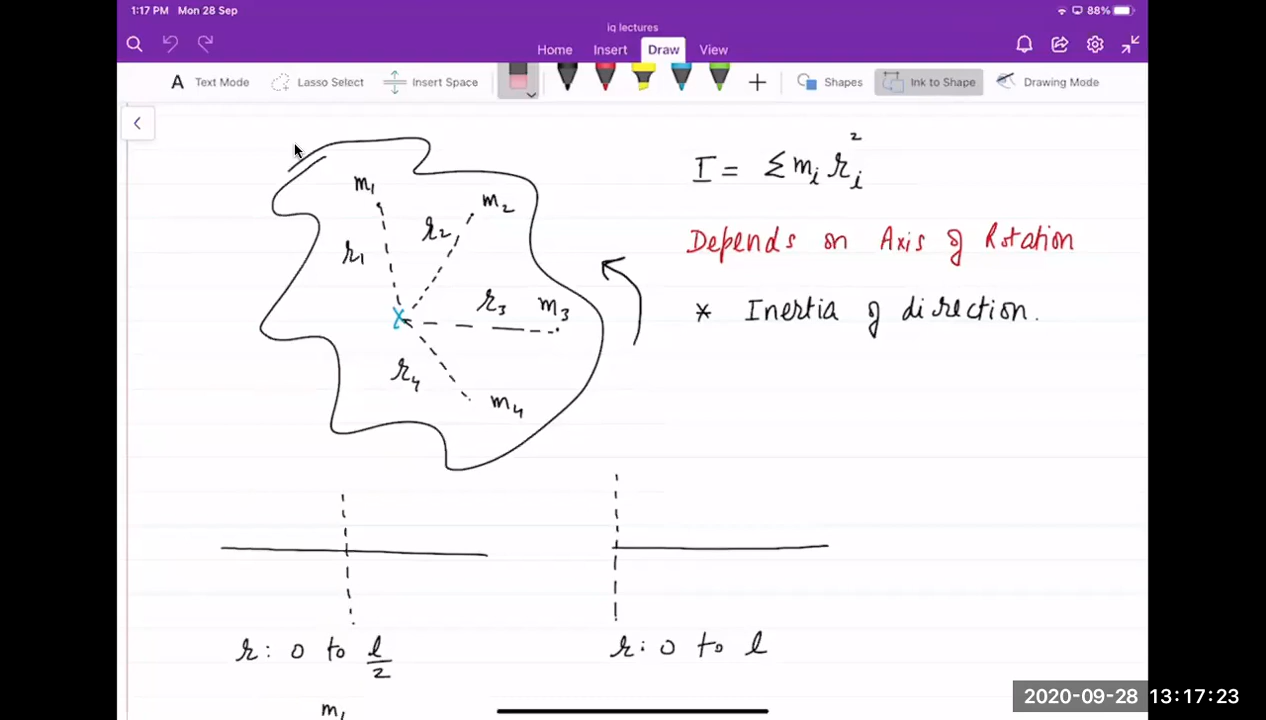 1:17 PM Mon 28 Sep
88%
iq lectures
Home Insert Draw View
Text Mode Lasso Select Insert Space Shapes Ink to Shape Drawing Mode
I = Σ mᵢ rᵢ²
m₁
m₂
r₁
r₂
Depends on Axis of Rotation
r₃
m₃
* Inertia of direction.
x
r₄
m₄
r: 0 to l/2
r: 0 to l
m₁
2020-09-28 13:17:23